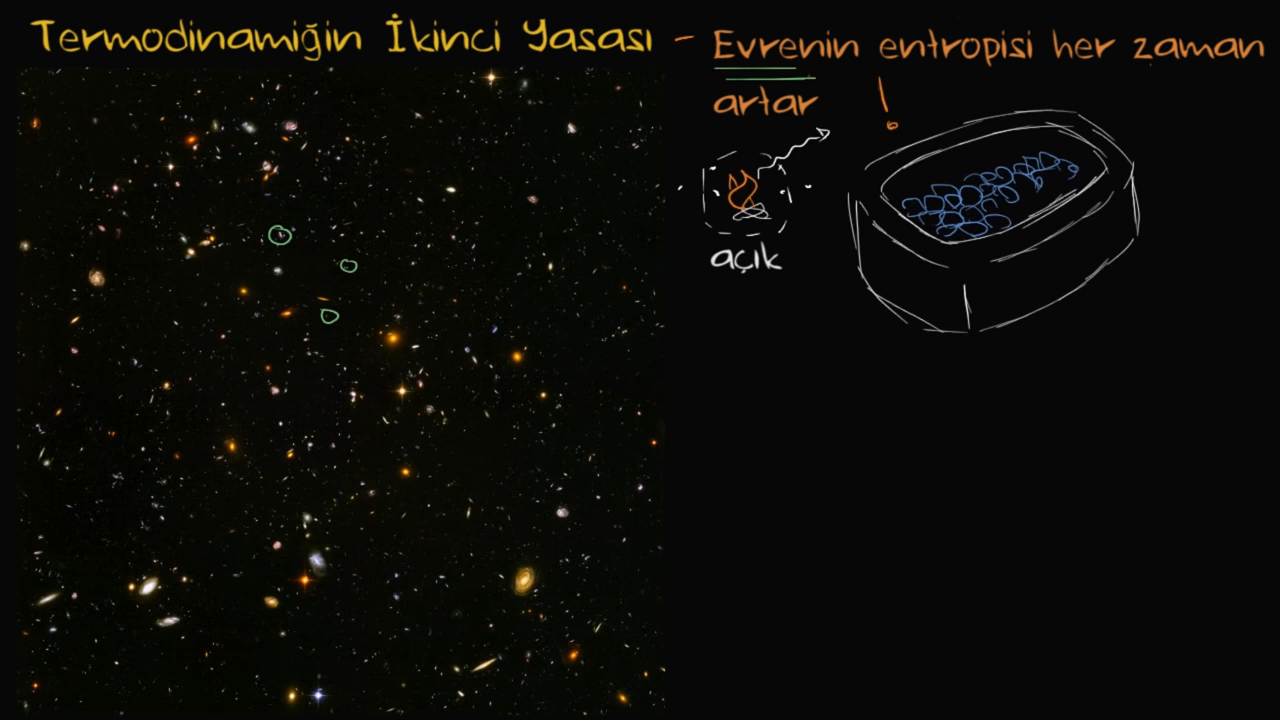 Termodinamiğin İkinci Yasası - Evrenin entropisi her zaman
artar !
açık